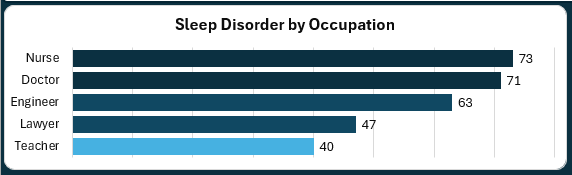 Sleep Disorder by Occupation
Nurse 73
Doctor 71
Engineer 63
Lawyer 47
Teacher 40